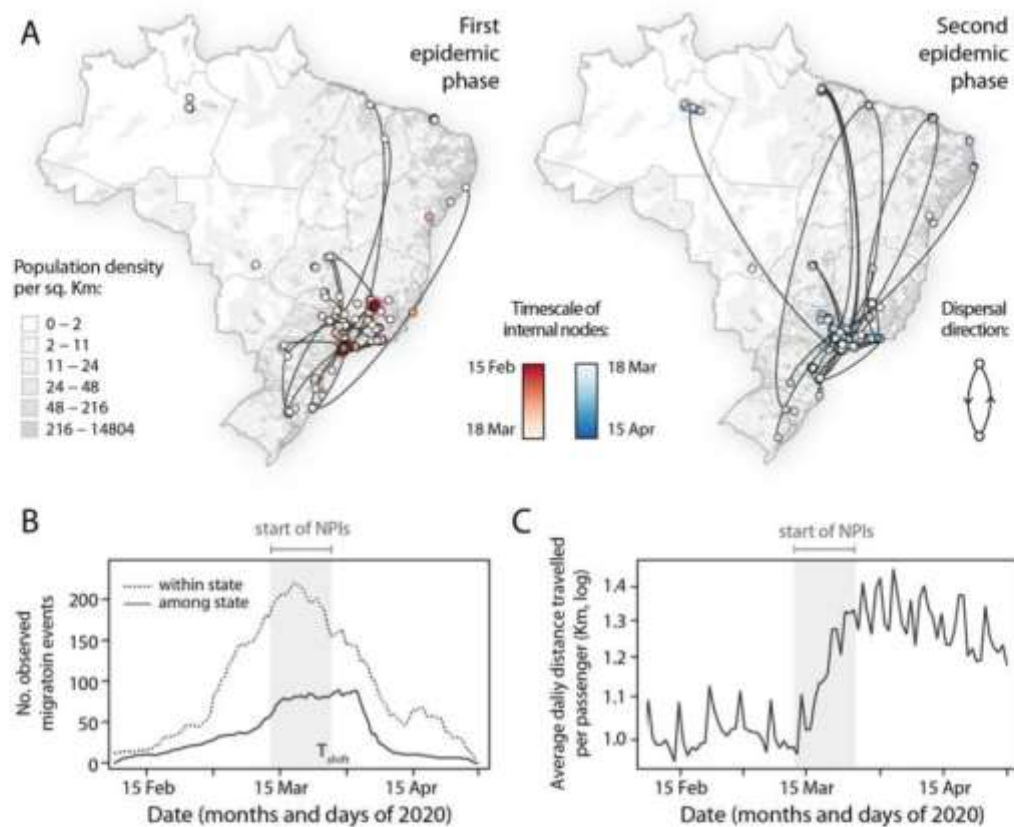 A
First
epidemic
phase
Second
epidemic
phase
Population density
per sq. Km:
0 – 2
2 – 11
11 – 24
24 – 48
48 – 216
216 – 14804
Timescale of
internal nodes:
15 Feb
18 Mar
18 Mar
15 Apr
Dispersal
direction:
B
start of NPIs
within state
among state
No. observed
migratoin events
200
150
100
50
0
T shift
15 Feb
15 Mar
15 Apr
Date (months and days of 2020)
C
start of NPIs
Average daliy distance travelled
per passenger (Km, log)
1.4
1.3
1.2
1.1
1.0
15 Feb
15 Mar
15 Apr
Date (months and days of 2020)